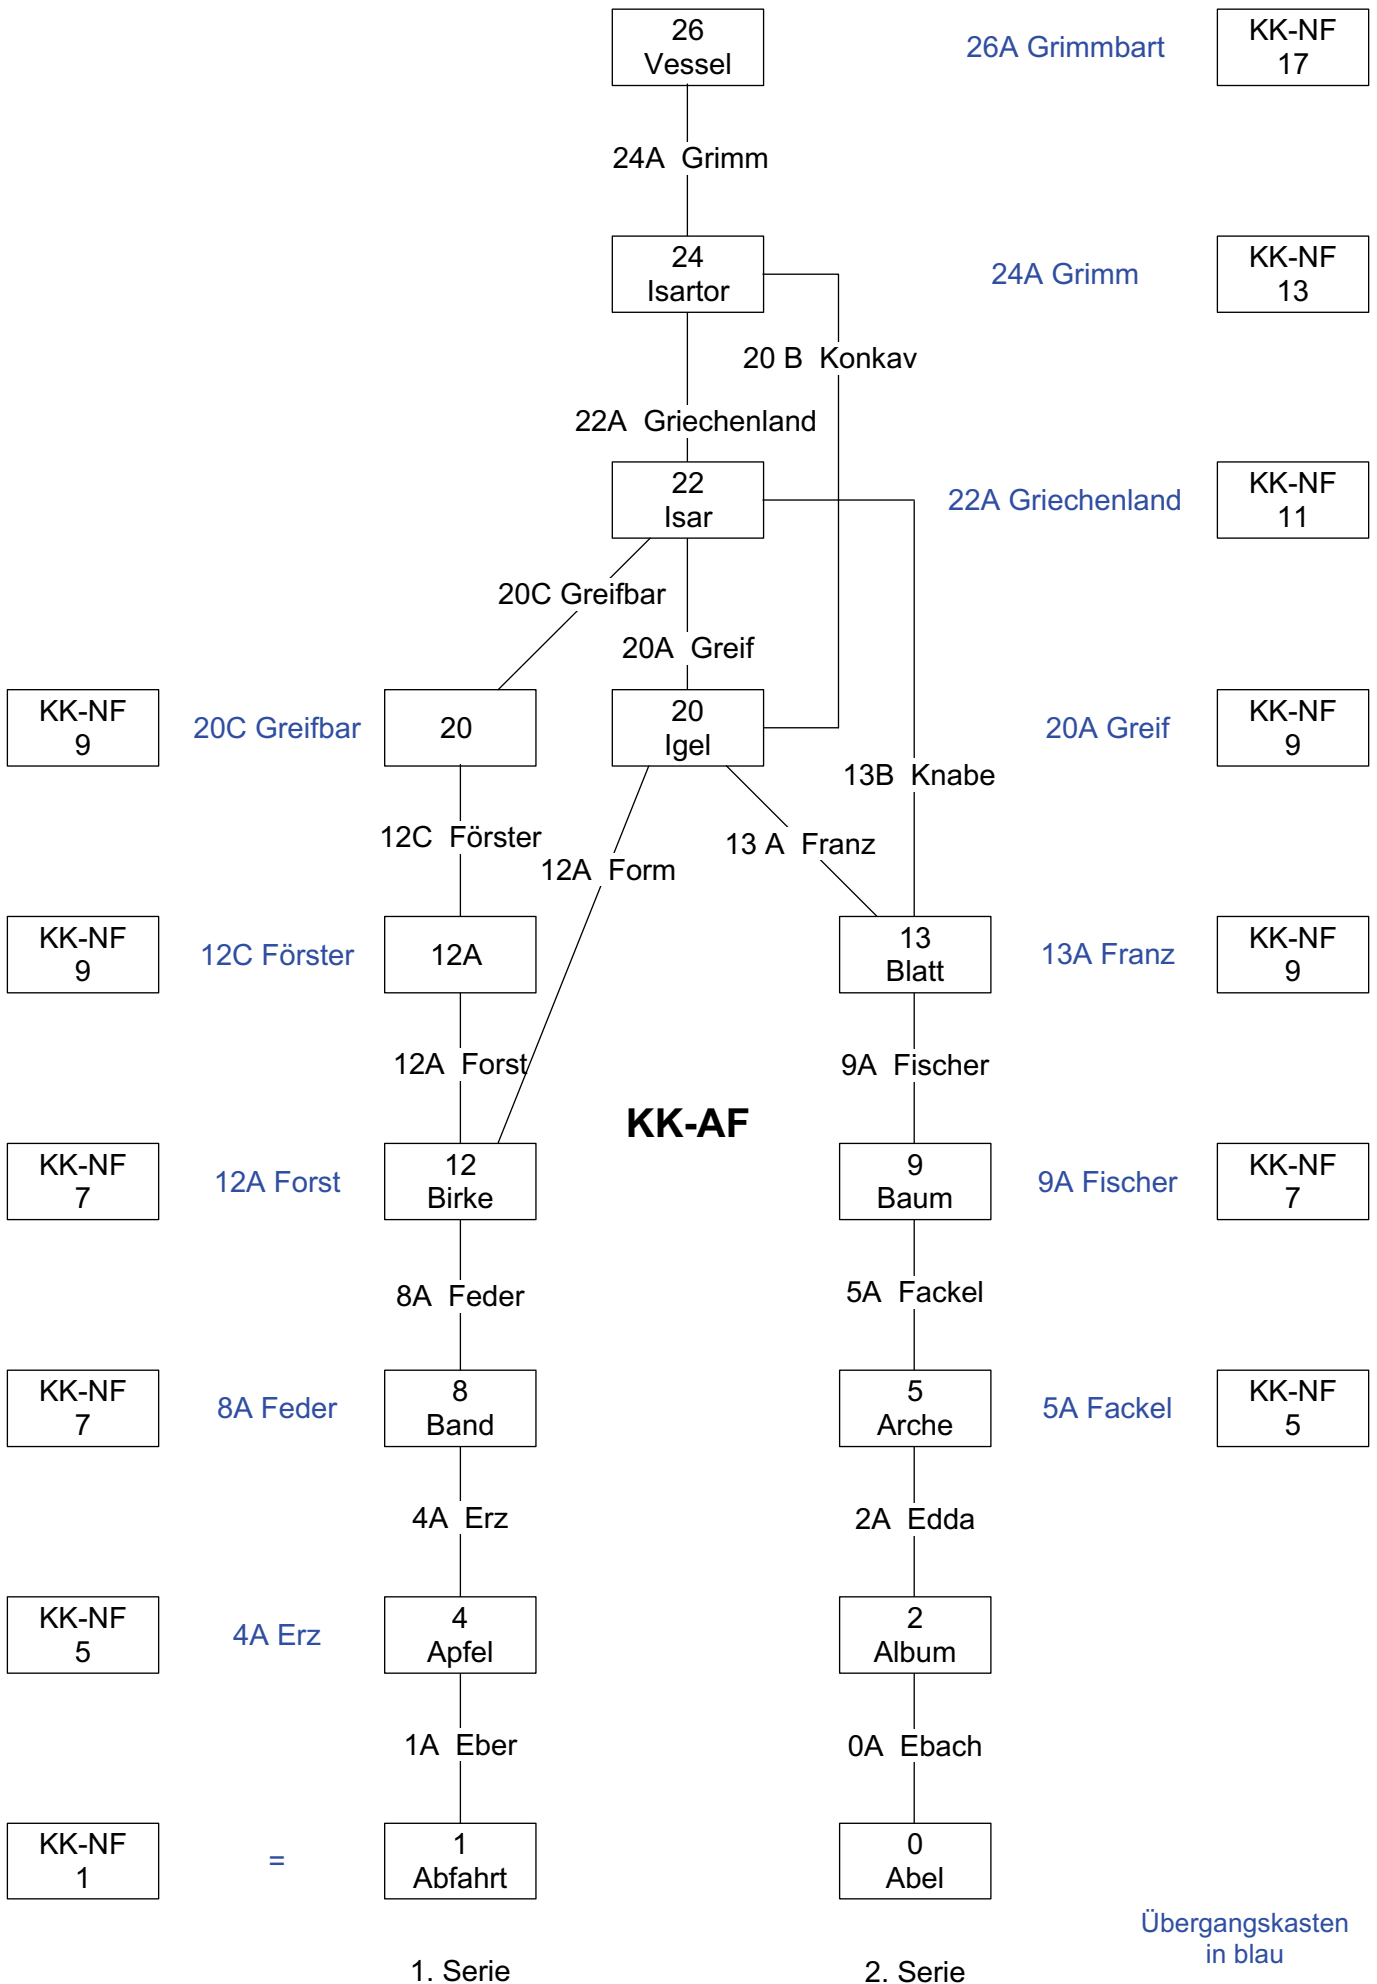 26
Vessel
26A Grimmbart
KK-NF
17
24A Grimm
24
Isartor
24A Grimm
KK-NF
13
20 B Konkav
22A Griechenland
22
Isar
22A Griechenland
KK-NF
11
20C Greifbar
20A Greif
KK-NF
9
20C Greifbar
20
20
Igel
20A Greif
KK-NF
9
13B Knabe
12C Förster
13 A Franz
12A Form
KK-NF
9
12C Förster
12A
13
Blatt
13A Franz
KK-NF
9
12A Forst
9A Fischer
KK-AF
KK-NF
7
12A Forst
12
Birke
9
Baum
9A Fischer
KK-NF
7
8A Feder
5A Fackel
KK-NF
7
8A Feder
8
Band
5
Arche
5A Fackel
KK-NF
5
4A Erz
2A Edda
KK-NF
5
4A Erz
4
Apfel
2
Album
1A Eber
0A Ebach
KK-NF
1
=
1
Abfahrt
0
Abel
Übergangskasten
in blau
1. Serie
2. Serie